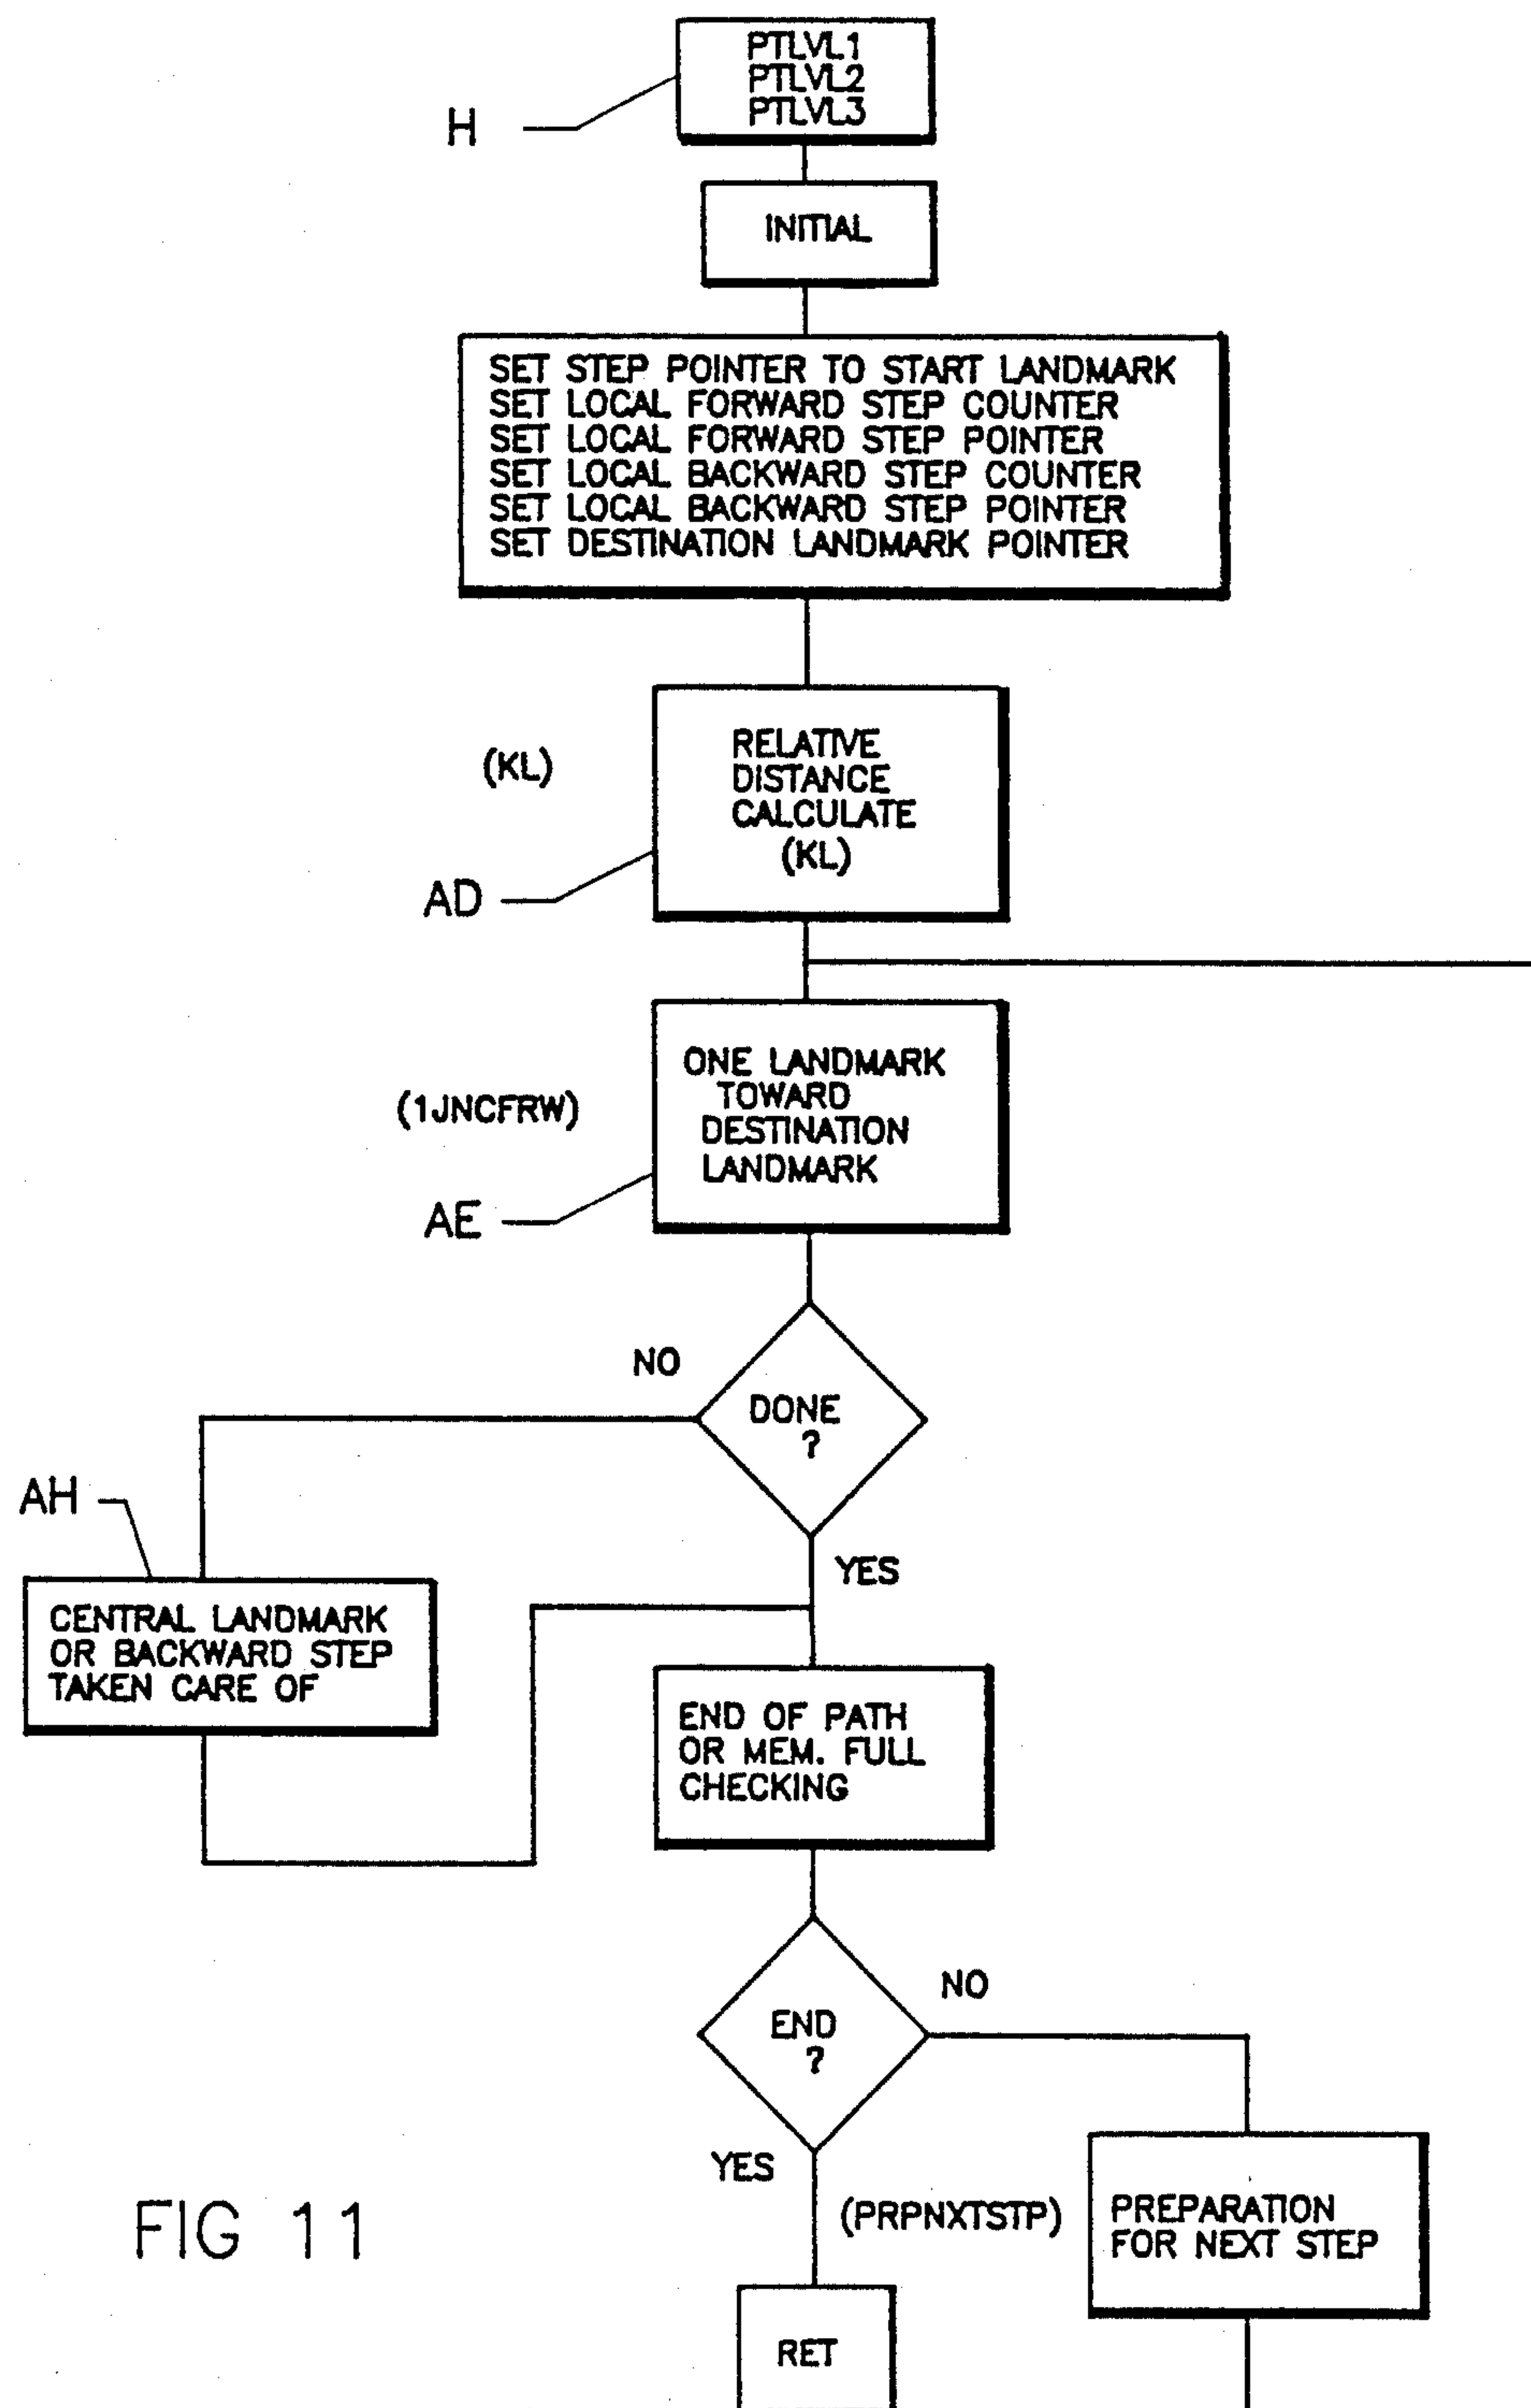 PTLVL1
PTLVL2
PTLVL3
H
INITIAL
SET STEP POINTER TO START LANDMARK
SET LOCAL FORWARD STEP COUNTER
SET LOCAL FORWARD STEP POINTER
SET LOCAL BACKWARD STEP COUNTER
SET LOCAL BACKWARD STEP POINTER
SET DESTINATION LANDMARK POINTER
(KL)
RELATIVE
DISTANCE
CALCULATE
(KL)
AD
(1JNCFRW)
ONE LANDMARK
TOWARD
DESTINATION
LANDMARK
AE
NO
DONE
?
YES
AH
CENTRAL LANDMARK
OR BACKWARD STEP
TAKEN CARE OF
END OF PATH
OR MEM. FULL
CHECKING
END
?
NO
YES
(PRPNXTSTP)
PREPARATION
FOR NEXT STEP
RET
FIG 11